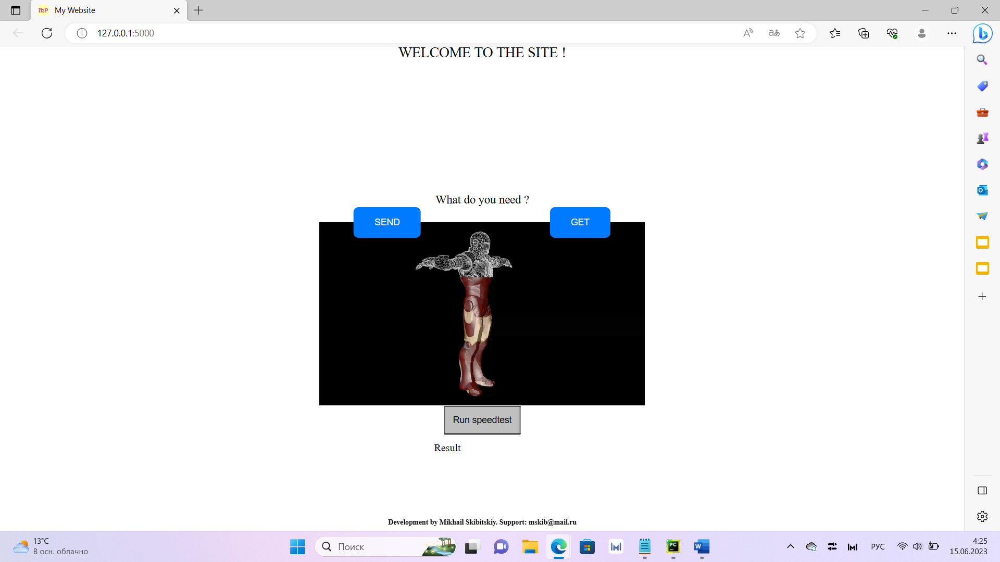 mP My Website
127.0.0.1:5000
WELCOME TO THE SITE !
What do you need ?
SEND
GET
Run speedtest
Result
Development by Mikhail Skibitskiy. Support: mskib@mail.ru
13°C
В осн. облачно
Поиск
PC
W
РУС
4:25
15.06.2023